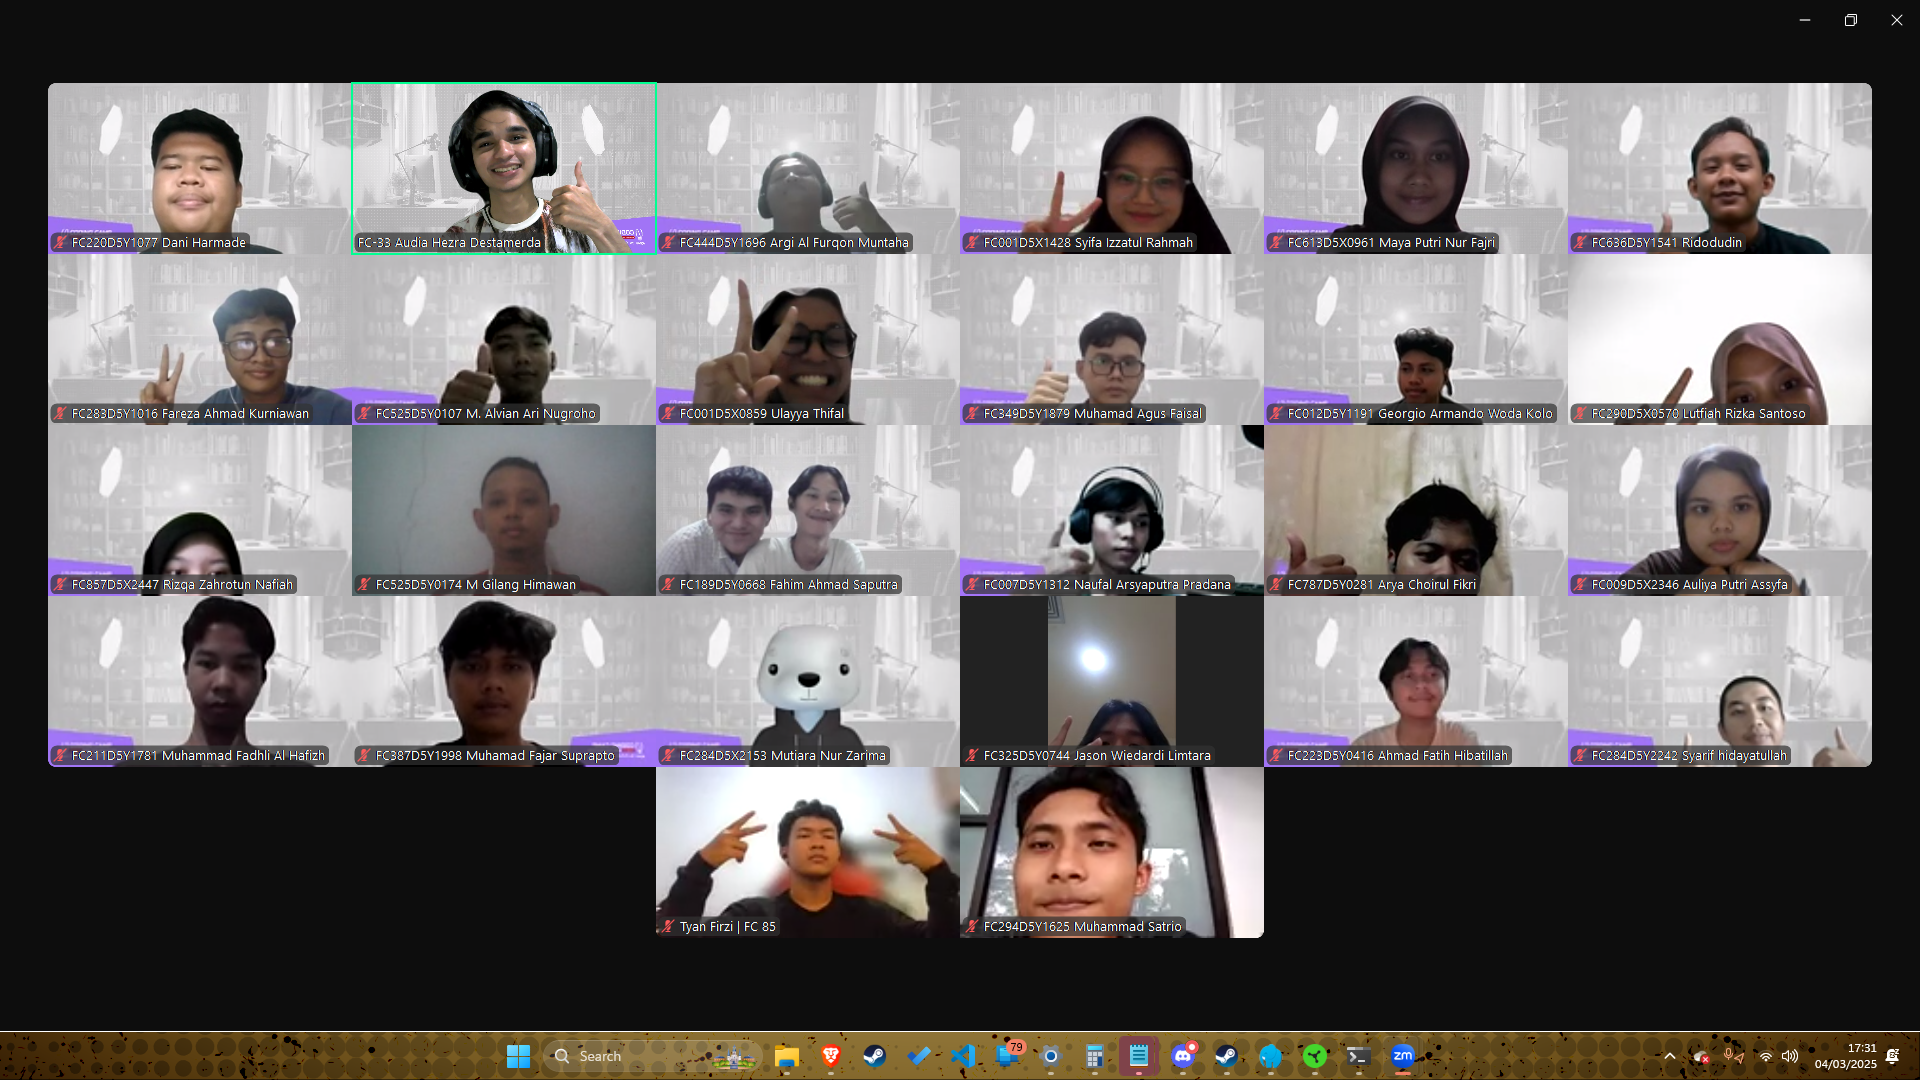 FC220D5Y1077 Dani Harmade
FC-33 Audia Hezra Destamerda
FC444D5Y1696 Argi Al Furqon Muntaha
FC001D5X1428 Syifa Izzatul Rahmah
FC613D5X0961 Maya Putri Nur Fajri
FC636D5Y1541 Ridodudin
FC283D5Y1016 Fareza Ahmad Kurniawan
FC525D5Y0107 M. Alvian Ari Nugroho
FC001D5X0859 Ulayya Thifal
FC349D5Y1879 Muhamad Agus Faisal
FC012D5Y1191 Georgio Armando Woda Kolo
FC290D5X0570 Lutfiah Rizka Santoso
FC857D5X2447 Rizqa Zahrotun Nafiah
FC525D5Y0174 M Gilang Himawan
FC189D5Y0668 Fahim Ahmad Saputra
FC007D5Y1312 Naufal Arsyaputra Pradana
FC787D5Y0281 Arya Choirul Fikri
FC009D5X2346 Auliya Putri Assyfa
FC211D5Y1781 Muhammad Fadhli Al Hafizh
FC387D5Y1998 Muhamad Fajar Suprapto
FC284D5X2153 Mutiara Nur Zarima
FC325D5Y0744 Jason Wiedardi Limtara
FC223D5Y0416 Ahmad Fatih Hibatillah
FC284D5Y2242 Syarif hidayatullah
Tyan Firzi | FC 85
FC294D5Y1625 Muhammad Satrio
Search
79
zm
17:31
04/03/2025